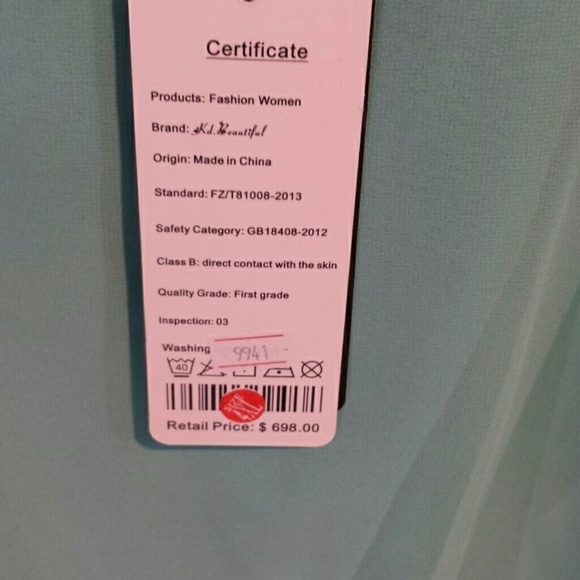 Certificate
Products: Fashion Women
Brand: Kd.Beautiful
Origin: Made in China
Standard: FZ/T81008-2013
Safety Category: GB18408-2012
Class B: direct contact with the skin
Quality Grade: First grade
Inspection: 03
Washing
9941
40
Retail Price: $ 698.00